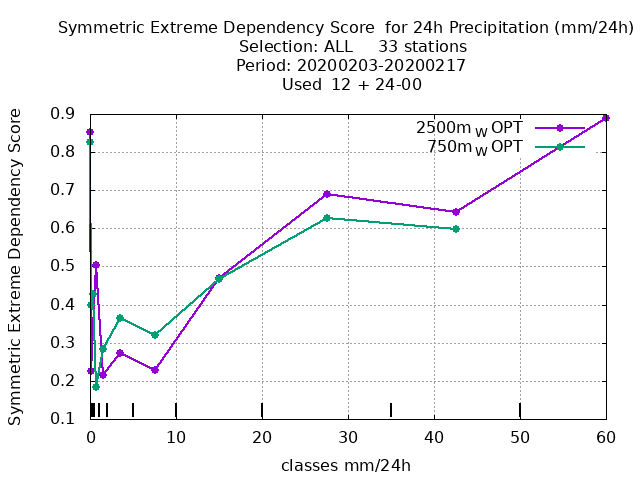 Symmetric Extreme Dependency Score  for 24h Precipitation (mm/24h)
Selection: ALL     33 stations
Period: 20200203-20200217
Used  12 + 24-00
Symmetric Extreme Dependency Score
0.9
0.8
0.7
0.6
0.5
0.4
0.3
0.2
0.1
2500m W OPT
750m W OPT
0 10 20 30 40 50 60
classes mm/24h